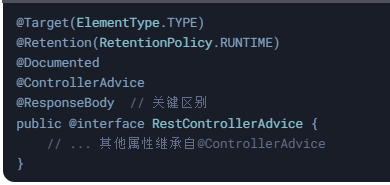 @Target(ElementType.TYPE)
@Retention(RetentionPolicy.RUNTIME)
@Documented
@ControllerAdvice
@ResponseBody  // 关键区别
public @interface RestControllerAdvice {
    // ... 其他属性继承自@ControllerAdvice
}